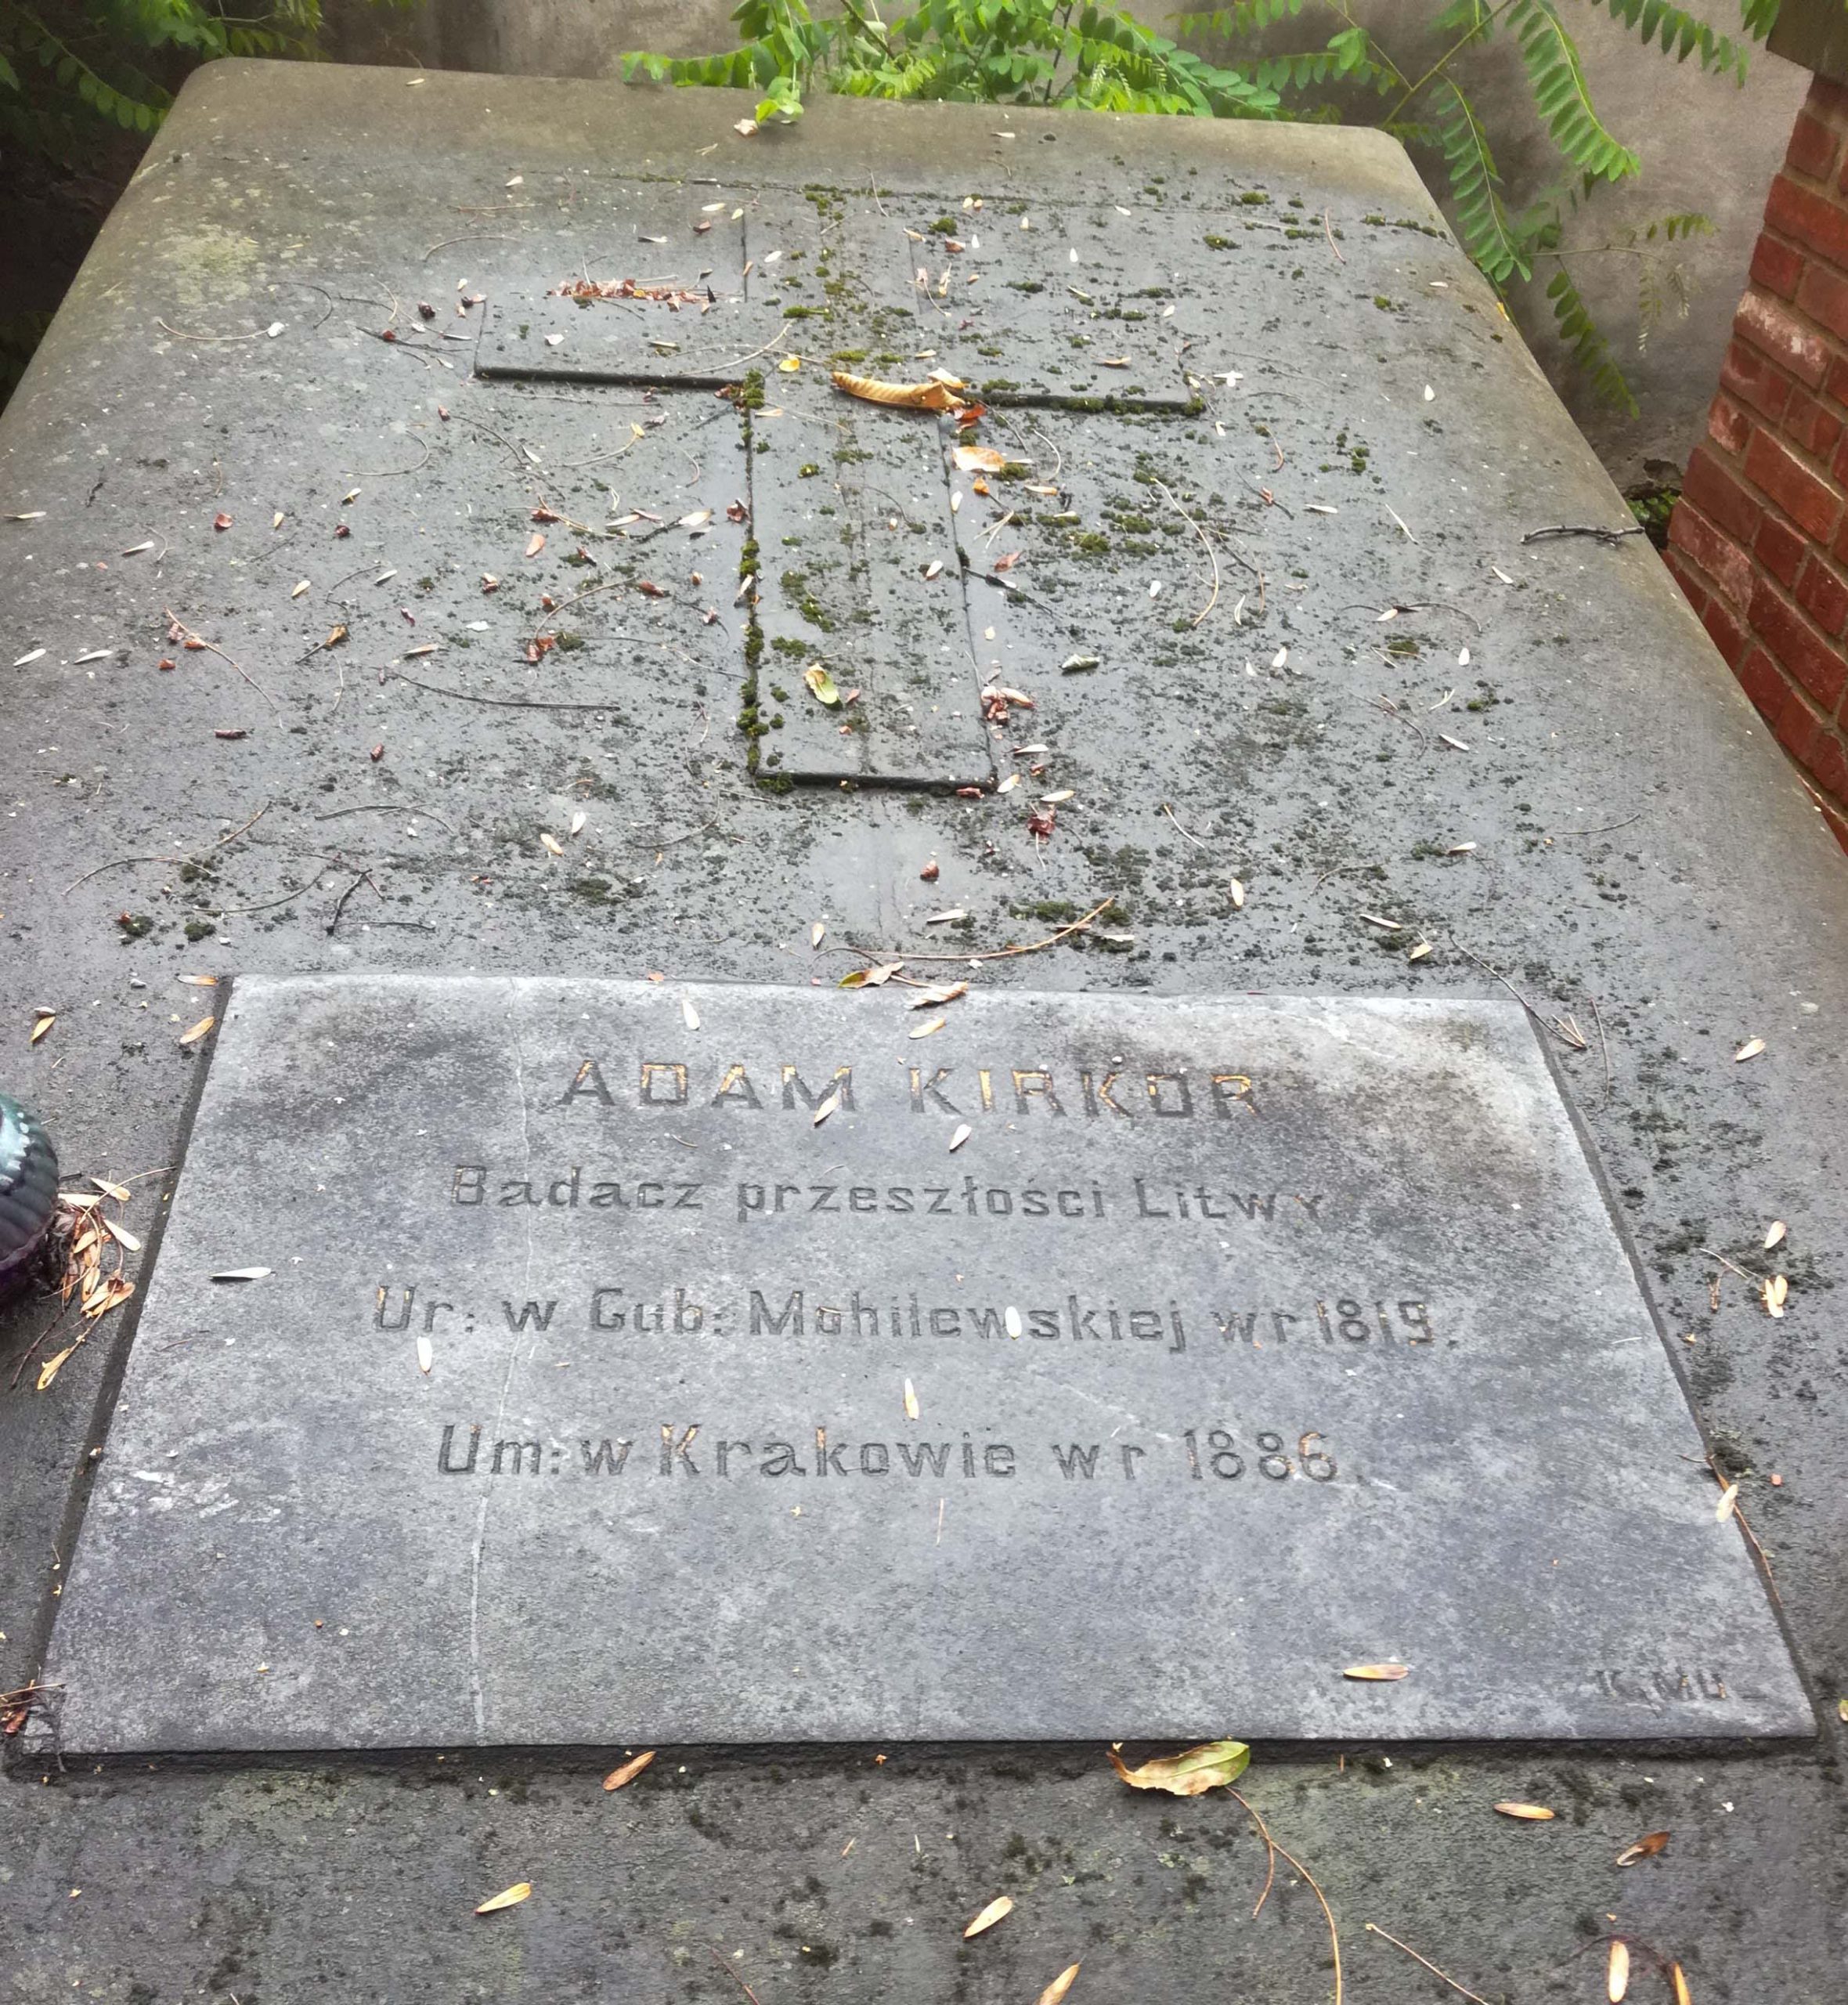 ADAM KIRKOR
Badacz przeszłości Litwy
Ur: w Gub: Mohilewskiej w r 1819.
Um: w Krakowie w r 1886.